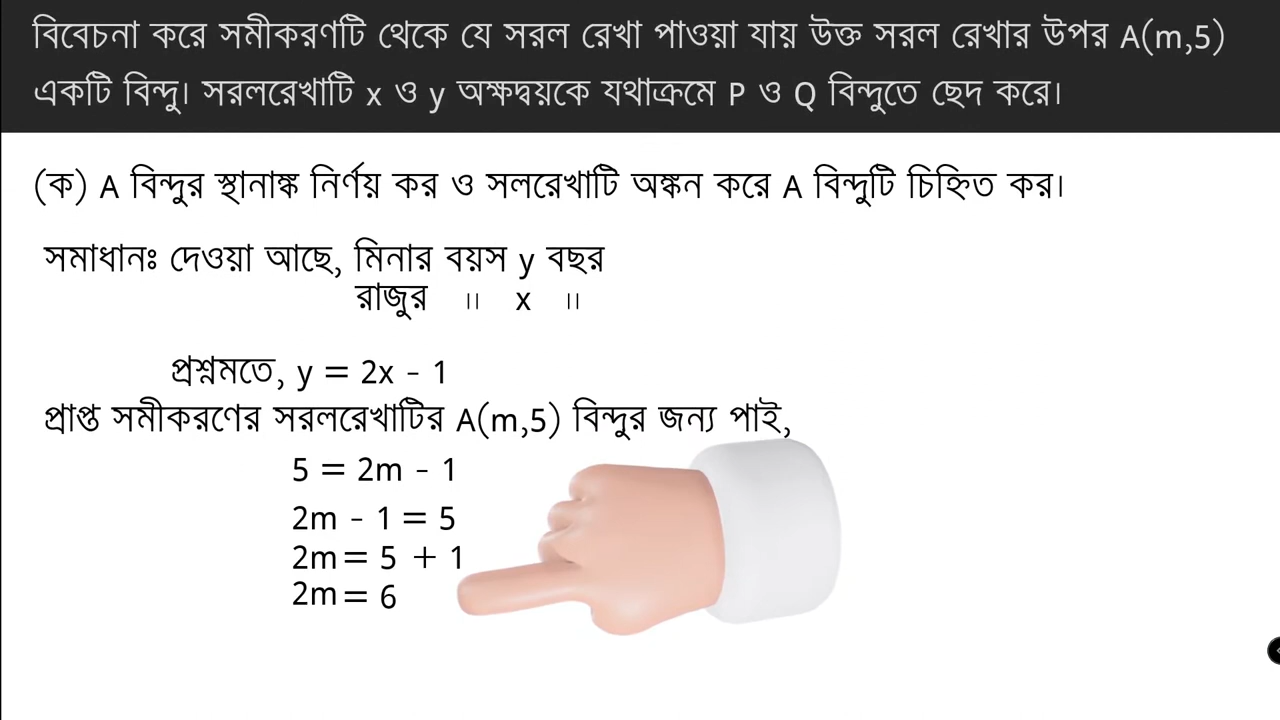 বিবেচনা করে সমীকরণটি থেকে যে সরল রেখা পাওয়া যায় উক্ত সরল রেখার উপর A(m,5)
একটি বিন্দু। সরলরেখাটি x ও y অক্ষদ্বয়কে যথাক্রমে P ও Q বিন্দুতে ছেদ করে।
(ক) A বিন্দুর স্থানাঙ্ক নির্ণয় কর ও সলরেখাটি অঙ্কন করে A বিন্দুটি চিহ্নিত কর।
সমাধানঃ দেওয়া আছে, মিনার বয়স y বছর
রাজুর " x "
প্রশ্নমতে, y = 2x - 1
প্রাপ্ত সমীকরণের সরলরেখাটির A(m,5) বিন্দুর জন্য পাই,
5 = 2m - 1
2m - 1 = 5
2m = 5 + 1
2m = 6